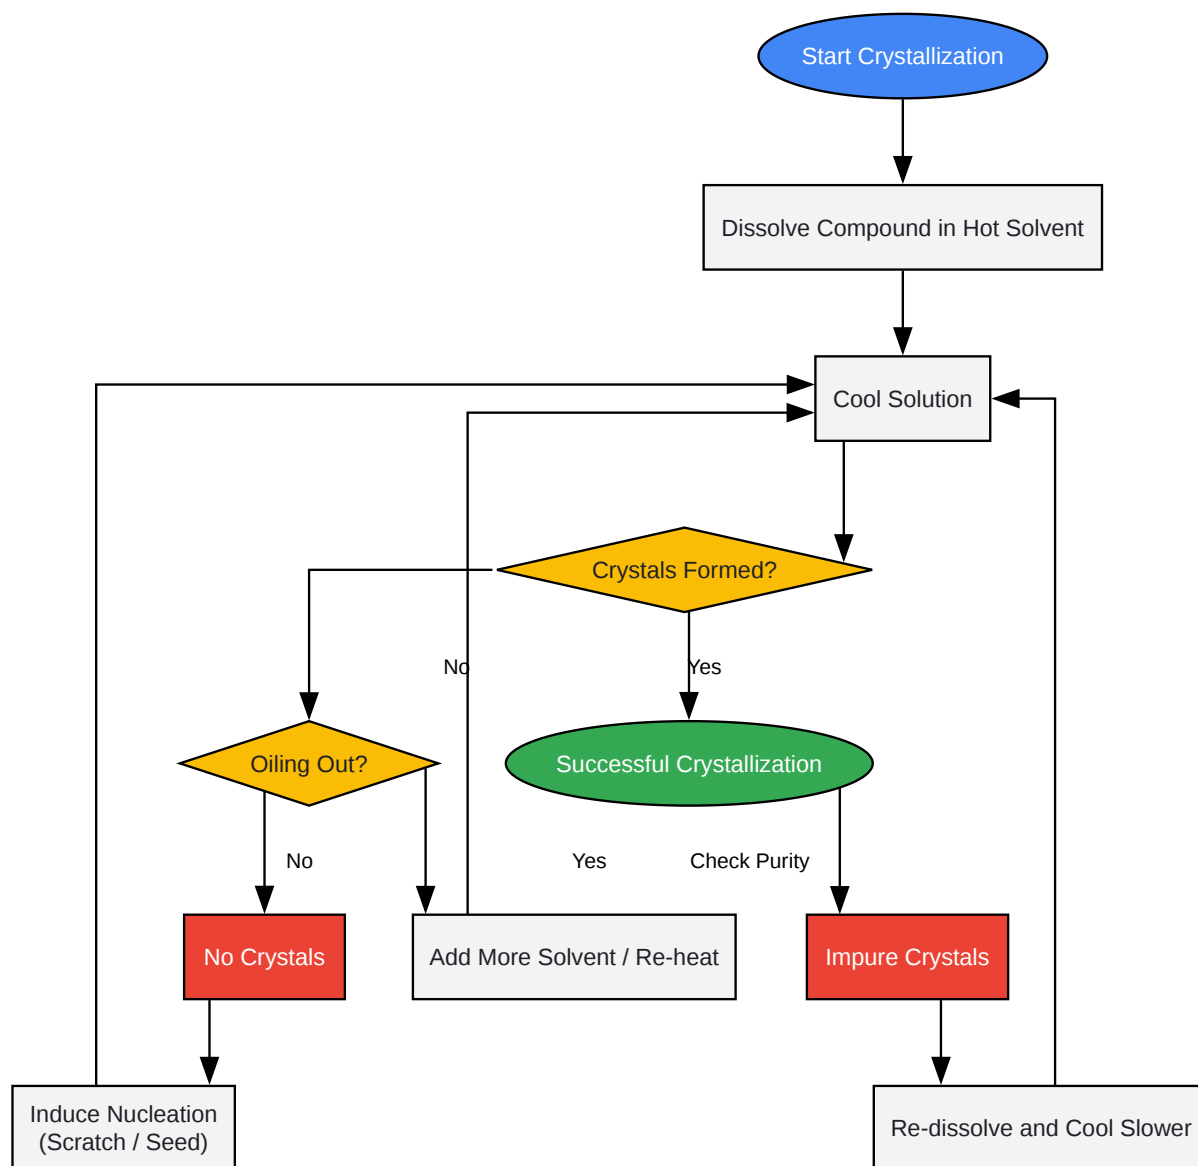 Start Crystallization
Dissolve Compound in Hot Solvent
Cool Solution
Crystals Formed?
No
Yes
Oiling Out?
Successful Crystallization
No
Yes
Check Purity
No Crystals
Add More Solvent / Re-heat
Impure Crystals
Induce Nucleation
(Scratch / Seed)
Re-dissolve and Cool Slower